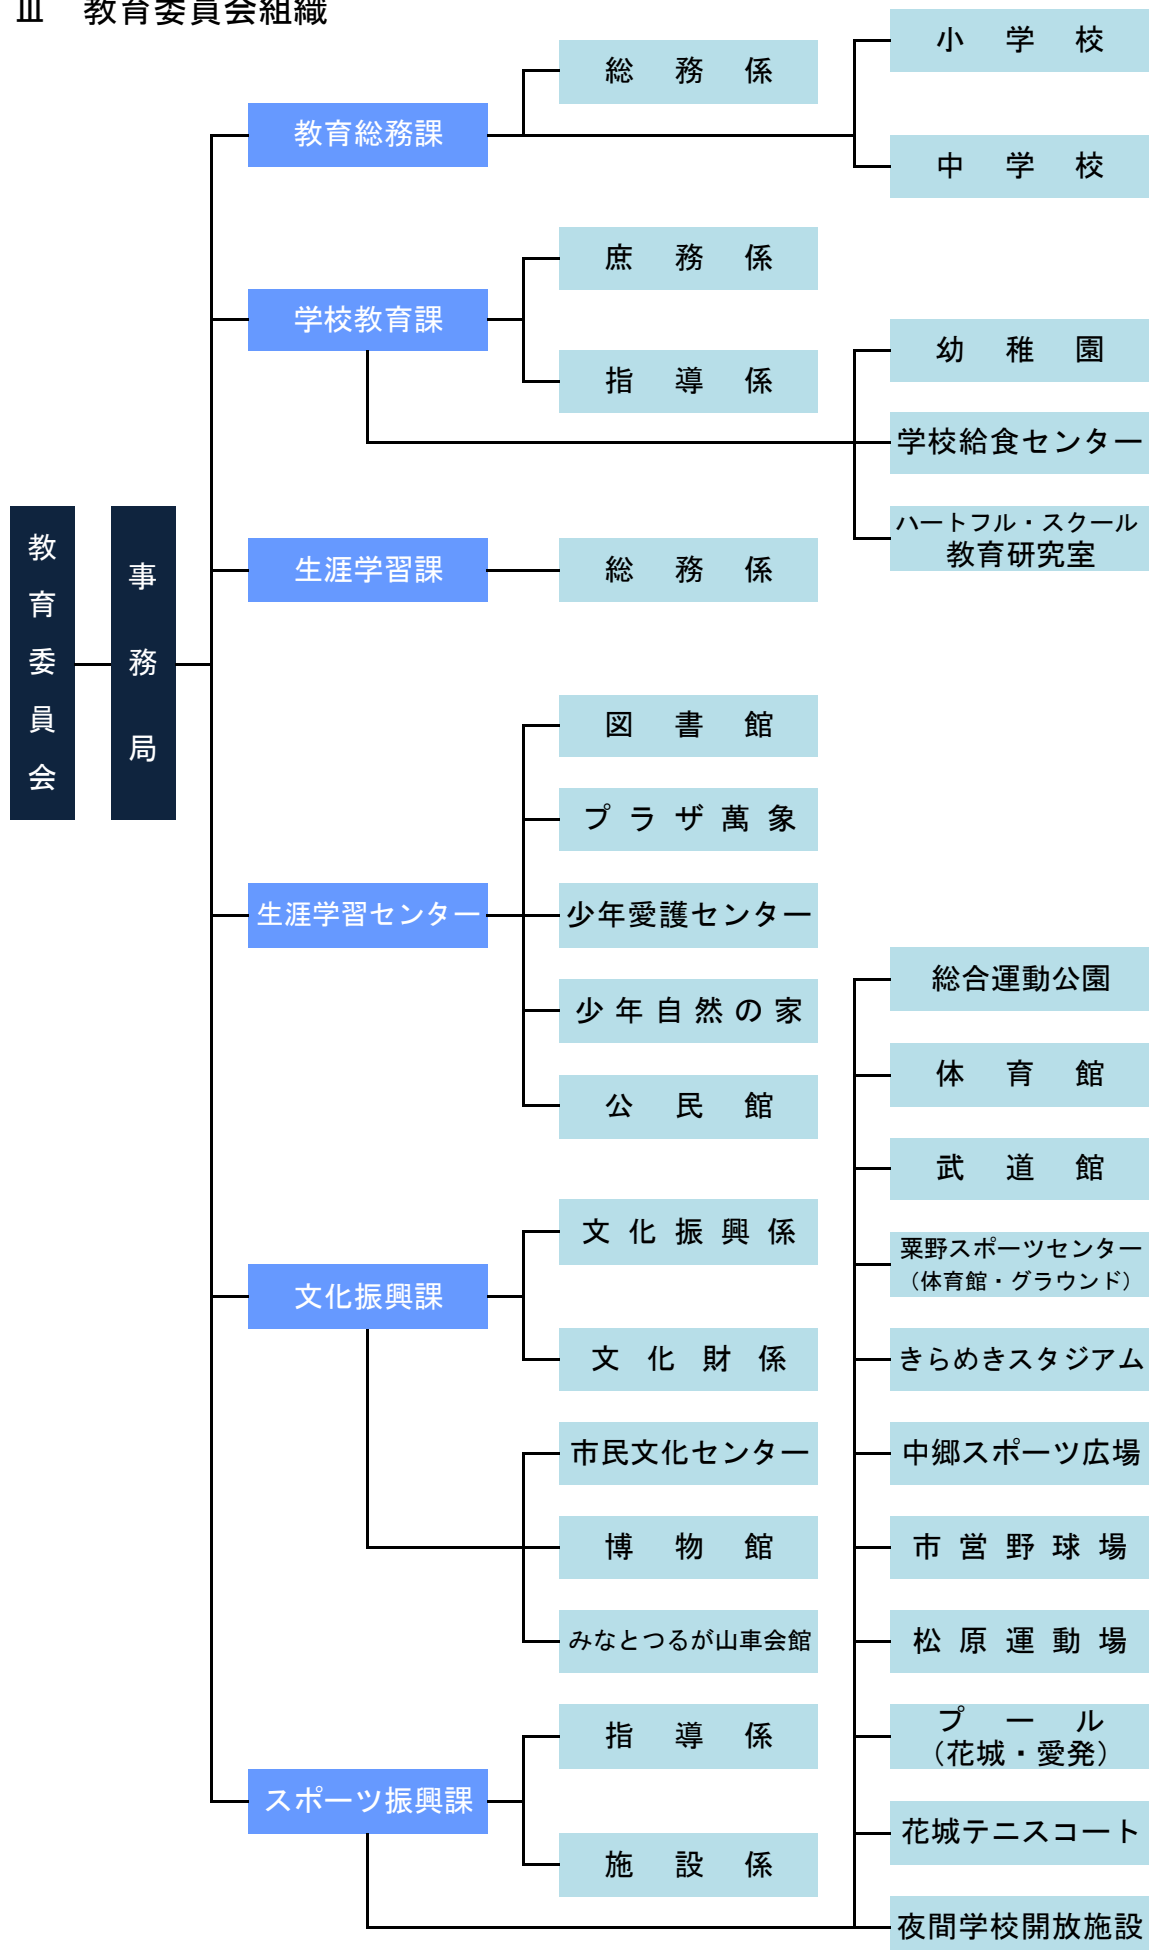 Ⅲ　教育委員会組織
教育委員会
事務局
教育総務課
総務係
小学校
中学校
学校教育課
庶務係
指導係
幼稚園
学校給食センター
ハートフル・スクール
教育研究室
生涯学習課
総務係
生涯学習センター
図書館
プラザ萬象
少年愛護センター
少年自然の家
公民館
文化振興課
文化振興係
文化財係
市民文化センター
博物館
みなとつるが山車会館
スポーツ振興課
指導係
施設係
総合運動公園
体育館
武道館
粟野スポーツセンター
（体育館・グラウンド）
きらめきスタジアム
中郷スポーツ広場
市営野球場
松原運動場
プール
（花城・愛発）
花城テニスコート
夜間学校開放施設